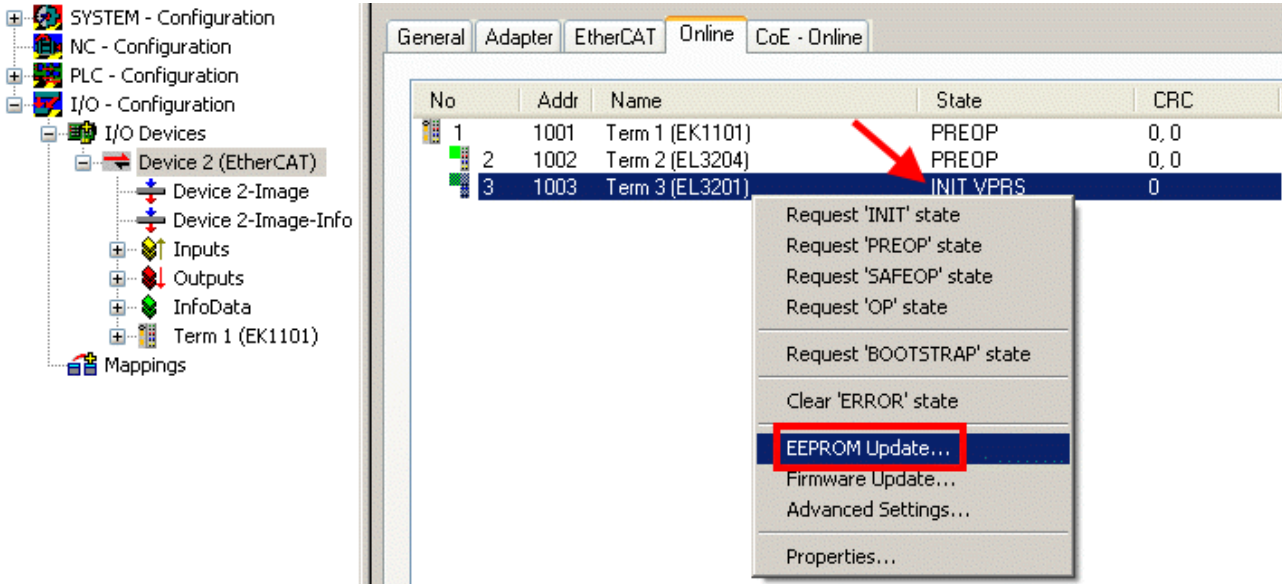 SYSTEM - Configuration
NC - Configuration
PLC - Configuration
I/O - Configuration
I/O Devices
Device 2 (EtherCAT)
Device 2-Image
Device 2-Image-Info
Inputs
Outputs
InfoData
Term 1 (EK1101)
Mappings
General Adapter EtherCAT Online CoE - Online
No Addr Name State CRC
1 1001 Term 1 (EK1101) PREOP 0, 0
2 1002 Term 2 (EL3204) PREOP 0, 0
3 1003 Term 3 (EL3201) INIT VPRS 0
Request 'INIT' state
Request 'PREOP' state
Request 'SAFEOP' state
Request 'OP' state
Request 'BOOTSTRAP' state
Clear 'ERROR' state
EEPROM Update...
Firmware Update...
Advanced Settings...
Properties...